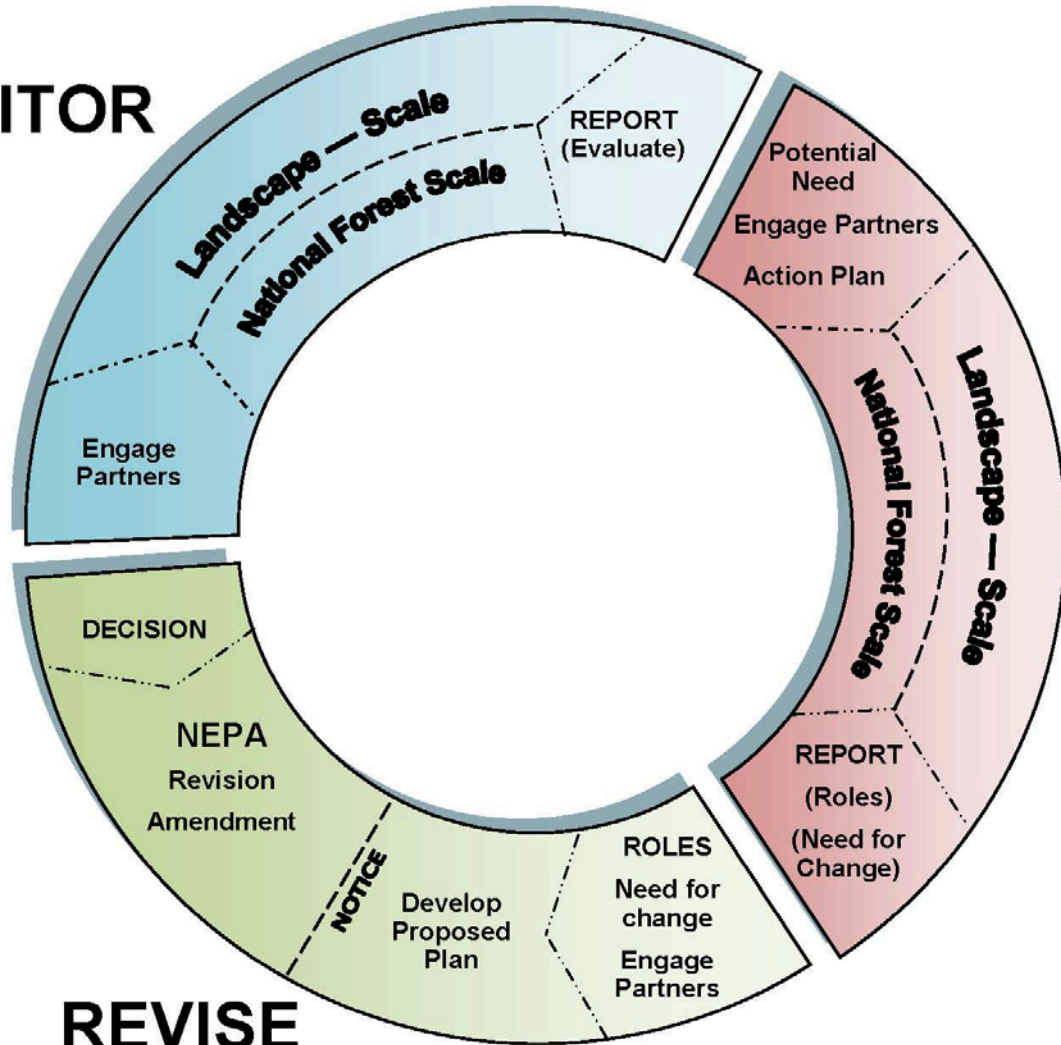 ITOR
Landscape — Scale
National Forest Scale
REPORT
(Evaluate)
Engage
Partners
Potential
Need
Engage Partners
Action Plan
Landscape — Scale
National Forest Scale
REPORT
(Roles)
(Need for
Change)
ROLES
Need for
change
Engage
Partners
Develop
Proposed
Plan
NOTICE
NEPA
Revision
Amendment
DECISION
REVISE